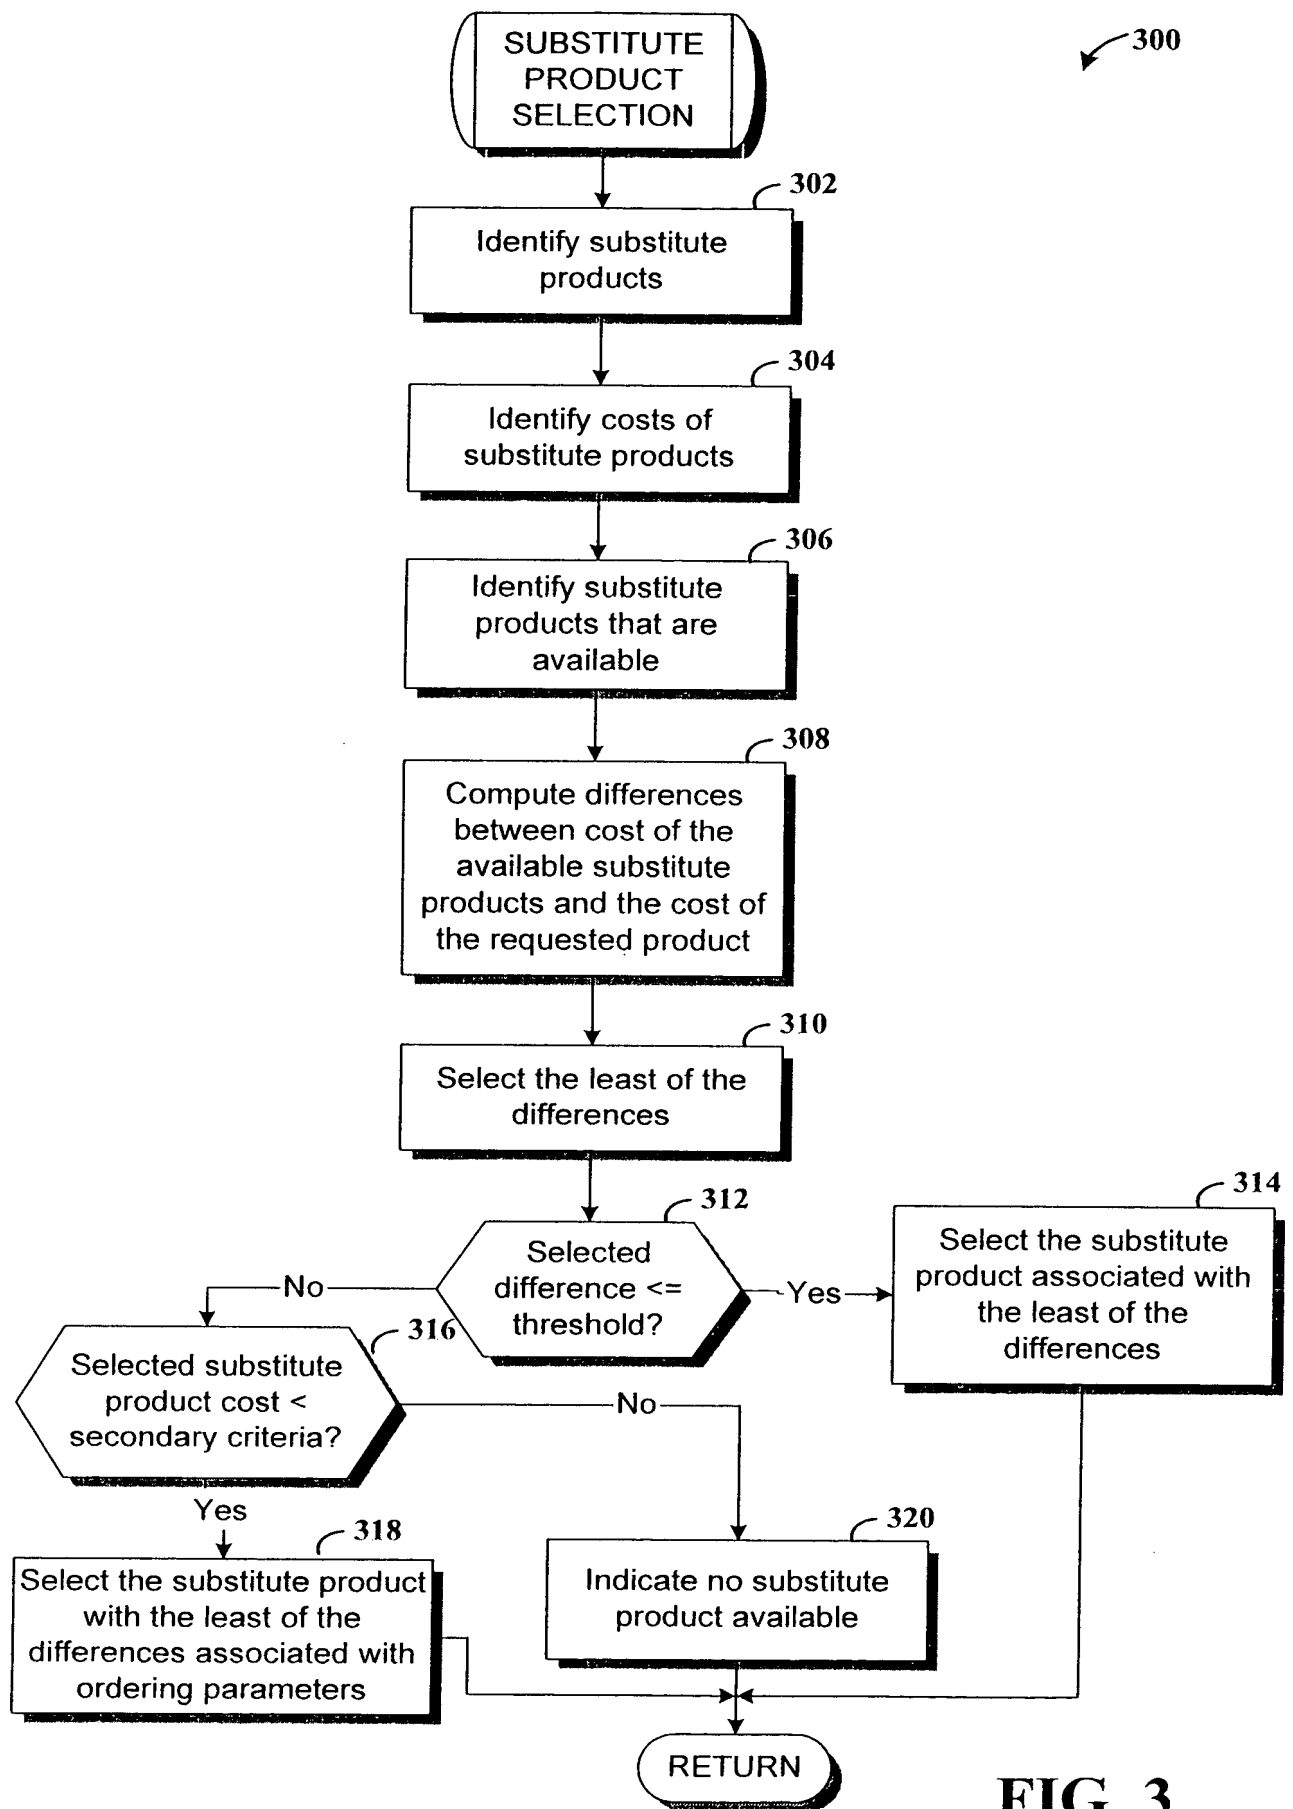 SUBSTITUTE
PRODUCT
SELECTION
300
302
Identify substitute
products
304
Identify costs of
substitute products
306
Identify substitute
products that are
available
308
Compute differences
between cost of the
available substitute
products and the cost of
the requested product
310
Select the least of the
differences
312
Selected
difference <=
threshold?
No
Yes
314
Select the substitute
product associated with
the least of the
differences
316
Selected substitute
product cost <
secondary criteria?
No
Yes
318
Select the substitute product
with the least of the
differences associated with
ordering parameters
320
Indicate no substitute
product available
RETURN
FIG. 3